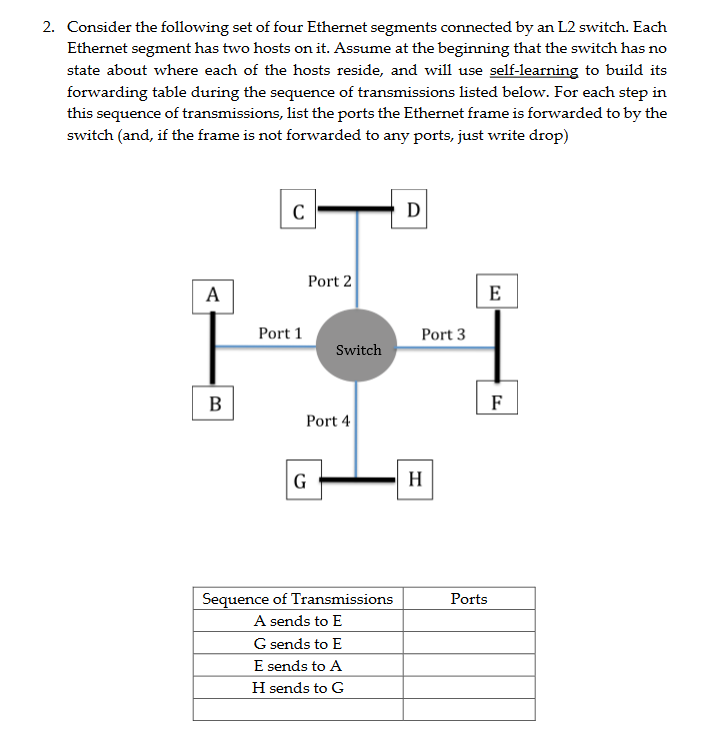 2. Consider the following set of four Ethernet segments connected by an L2 switch. Each
Ethernet segment has two hosts on it. Assume at the beginning that the switch has no
state about where each of the hosts reside, and will use self-learning to build its
forwarding table during the sequence of transmissions listed below. For each step in
this sequence of transmissions, list the ports the Ethernet frame is forwarded to by the
switch (and, if the frame is not forwarded to any ports, just write drop)
C D
Port 2
A E
Port 1 Port 3
Switch
B F
Port 4
G H
Sequence of Transmissions Ports
A sends to E
G sends to E
E sends to A
H sends to G